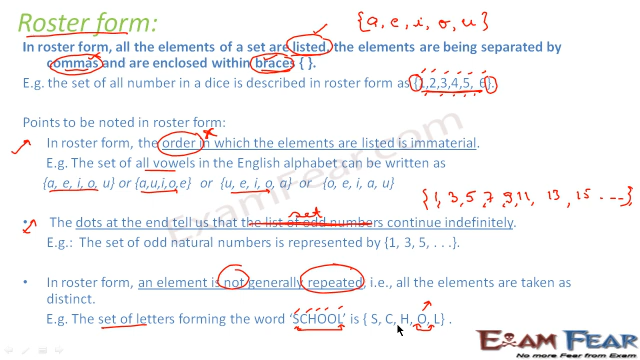 Roster form:
{a, e, i, o, u}
In roster form, all the elements of a set are listed, the elements are being separated by
commas and are enclosed within braces { }.
E.g. the set of all number in a dice is described in roster form as {1,2,3,4,5, 6}.
Points to be noted in roster form:
In roster form, the order in which the elements are listed is immaterial.
E.g. The set of all vowels in the English alphabet can be written as
{a, e, i, o, u} or {a,u,i,o,e} or {u, e, i, o, a} or {o, e, i, a, u}
{1, 3, 5, 7, 9, 11, 13, 15 ----}
set
• The dots at the end tell us that the list of odd numbers continue indefinitely.
E.g.: The set of odd natural numbers is represented by {1, 3, 5, . . .}.
• In roster form, an element is not generally repeated, i.e., all the elements are taken as
distinct.
E.g. The set of letters forming the word ‘SCHOOL’ is { S, C, H, O, L} .
EXAMFEAR.COM
EXAM FEAR